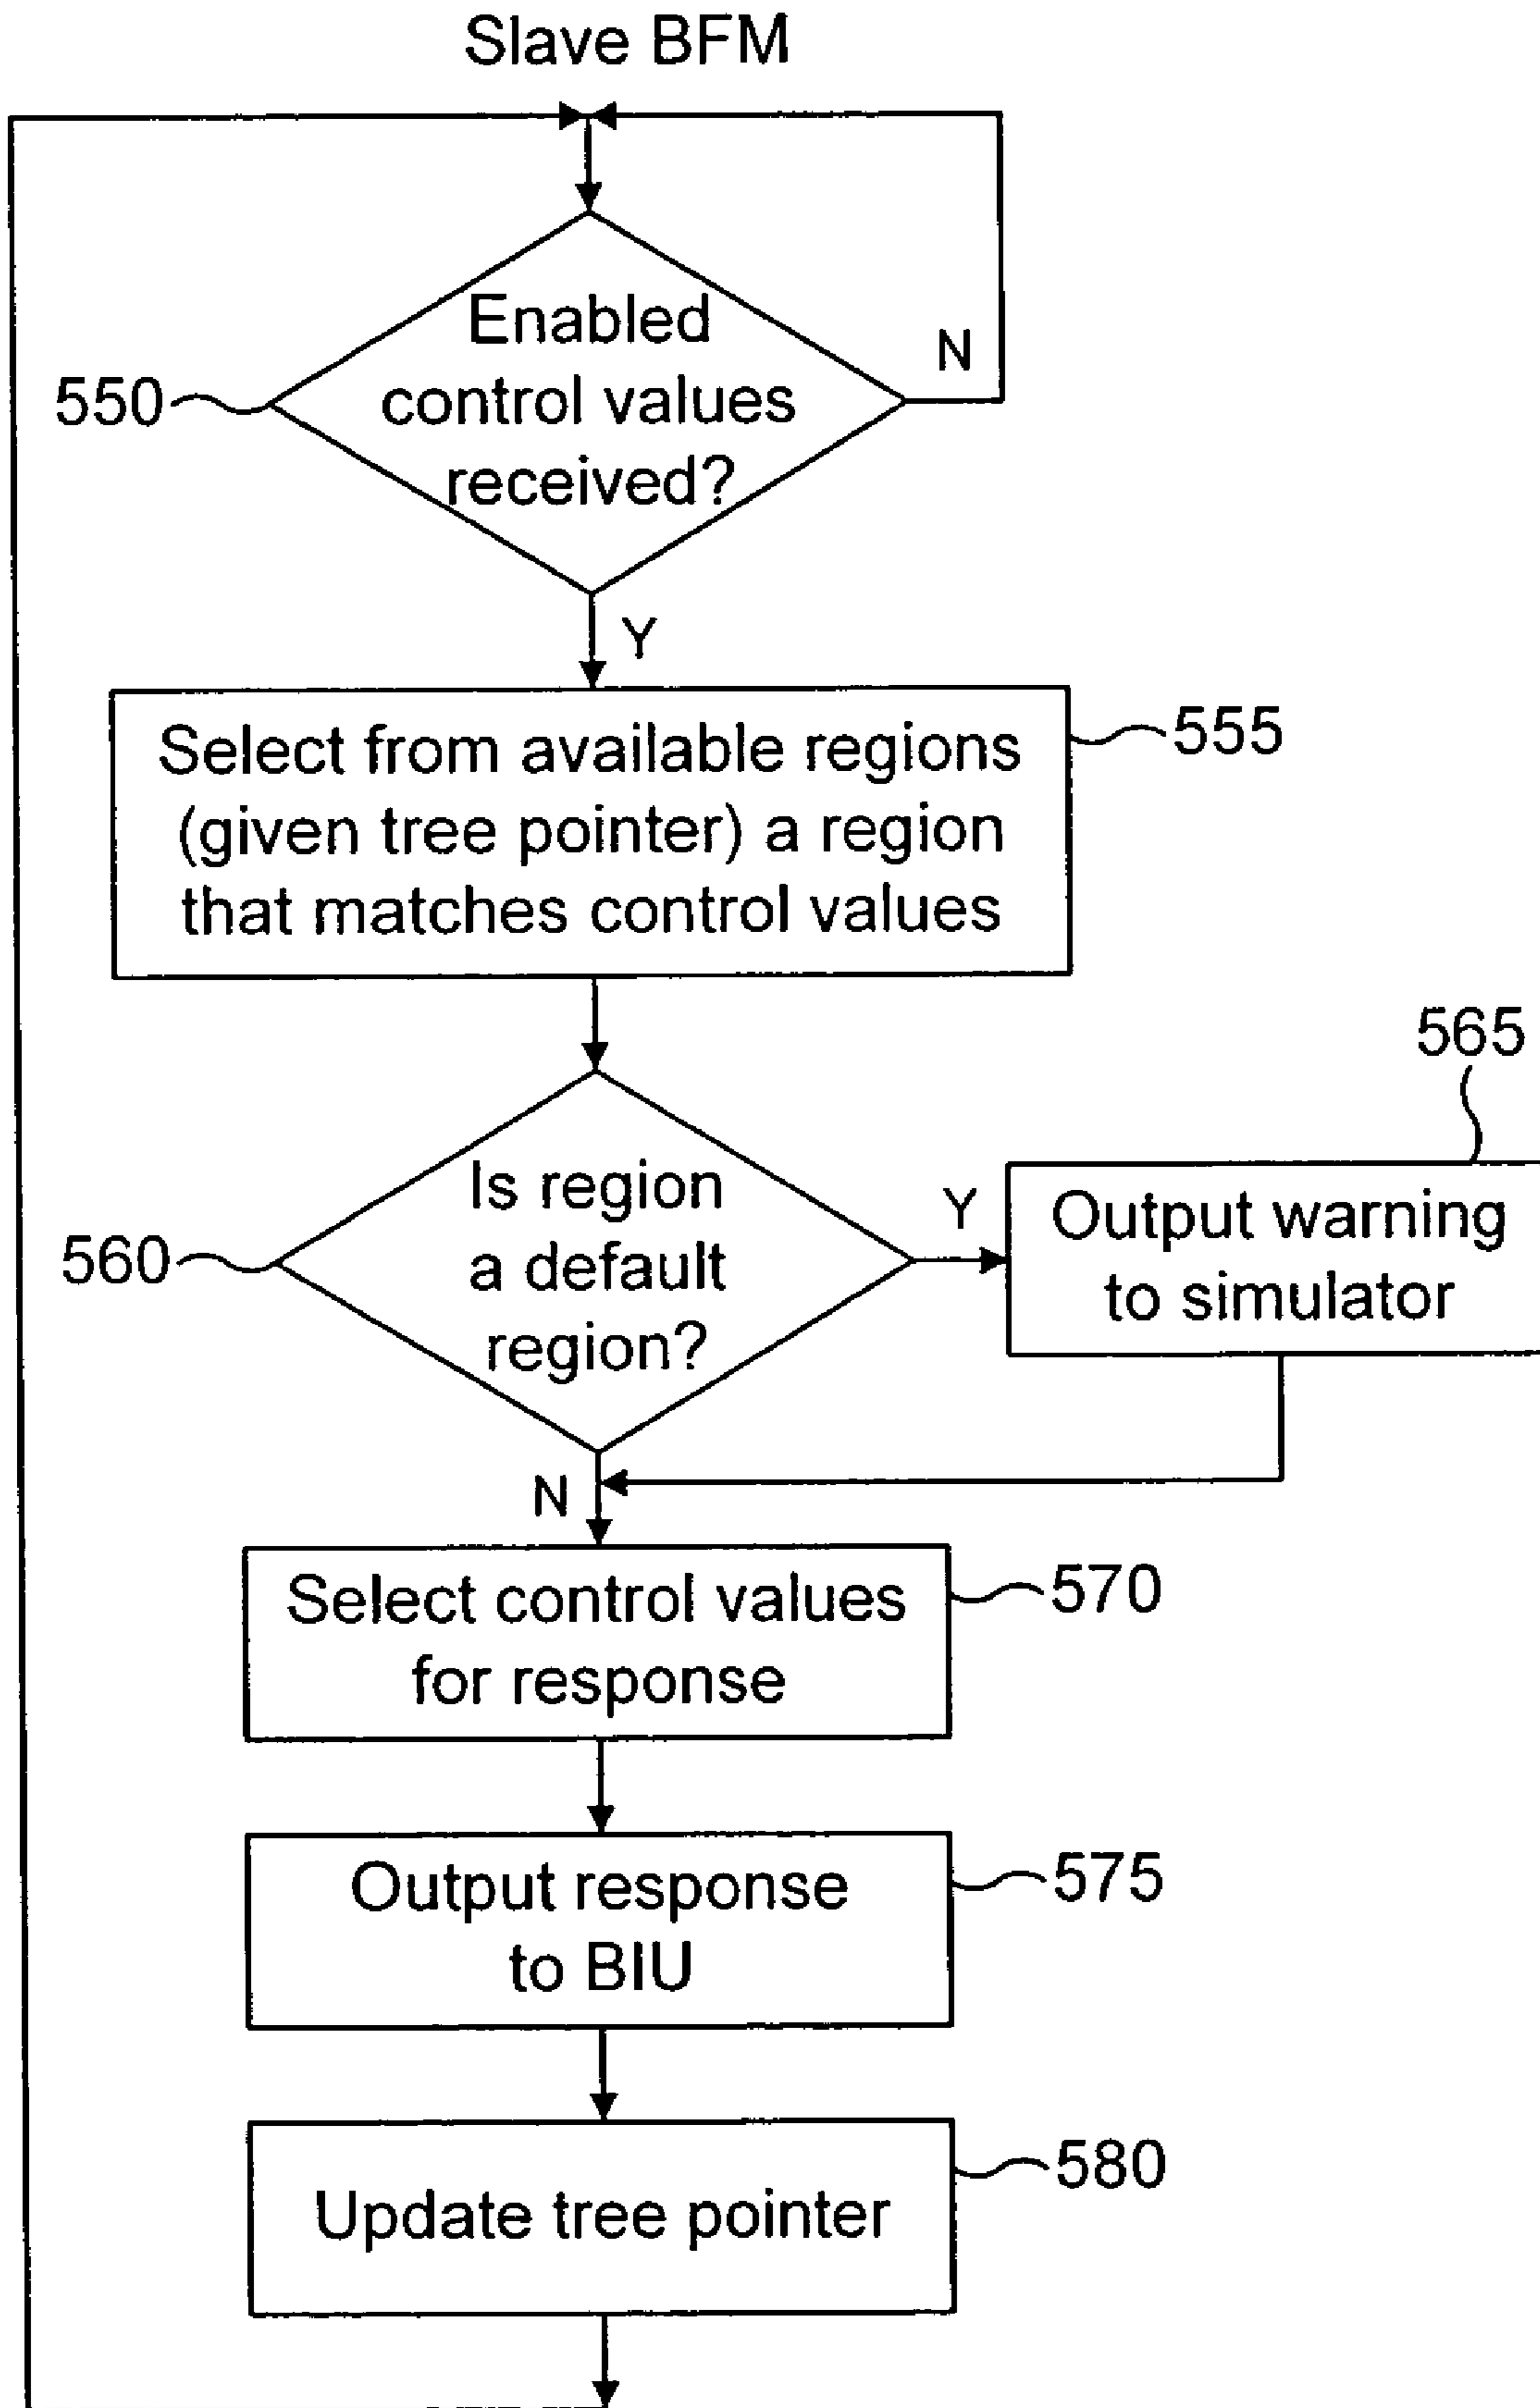 Slave BFM
Enabled
control values
received?
N
550
Y
Select from available regions
(given tree pointer) a region
that matches control values
555
565
Is region
a default
region?
560
Y
Output warning
to simulator
N
Select control values
for response
570
Output response
to BIU
575
Update tree pointer
580